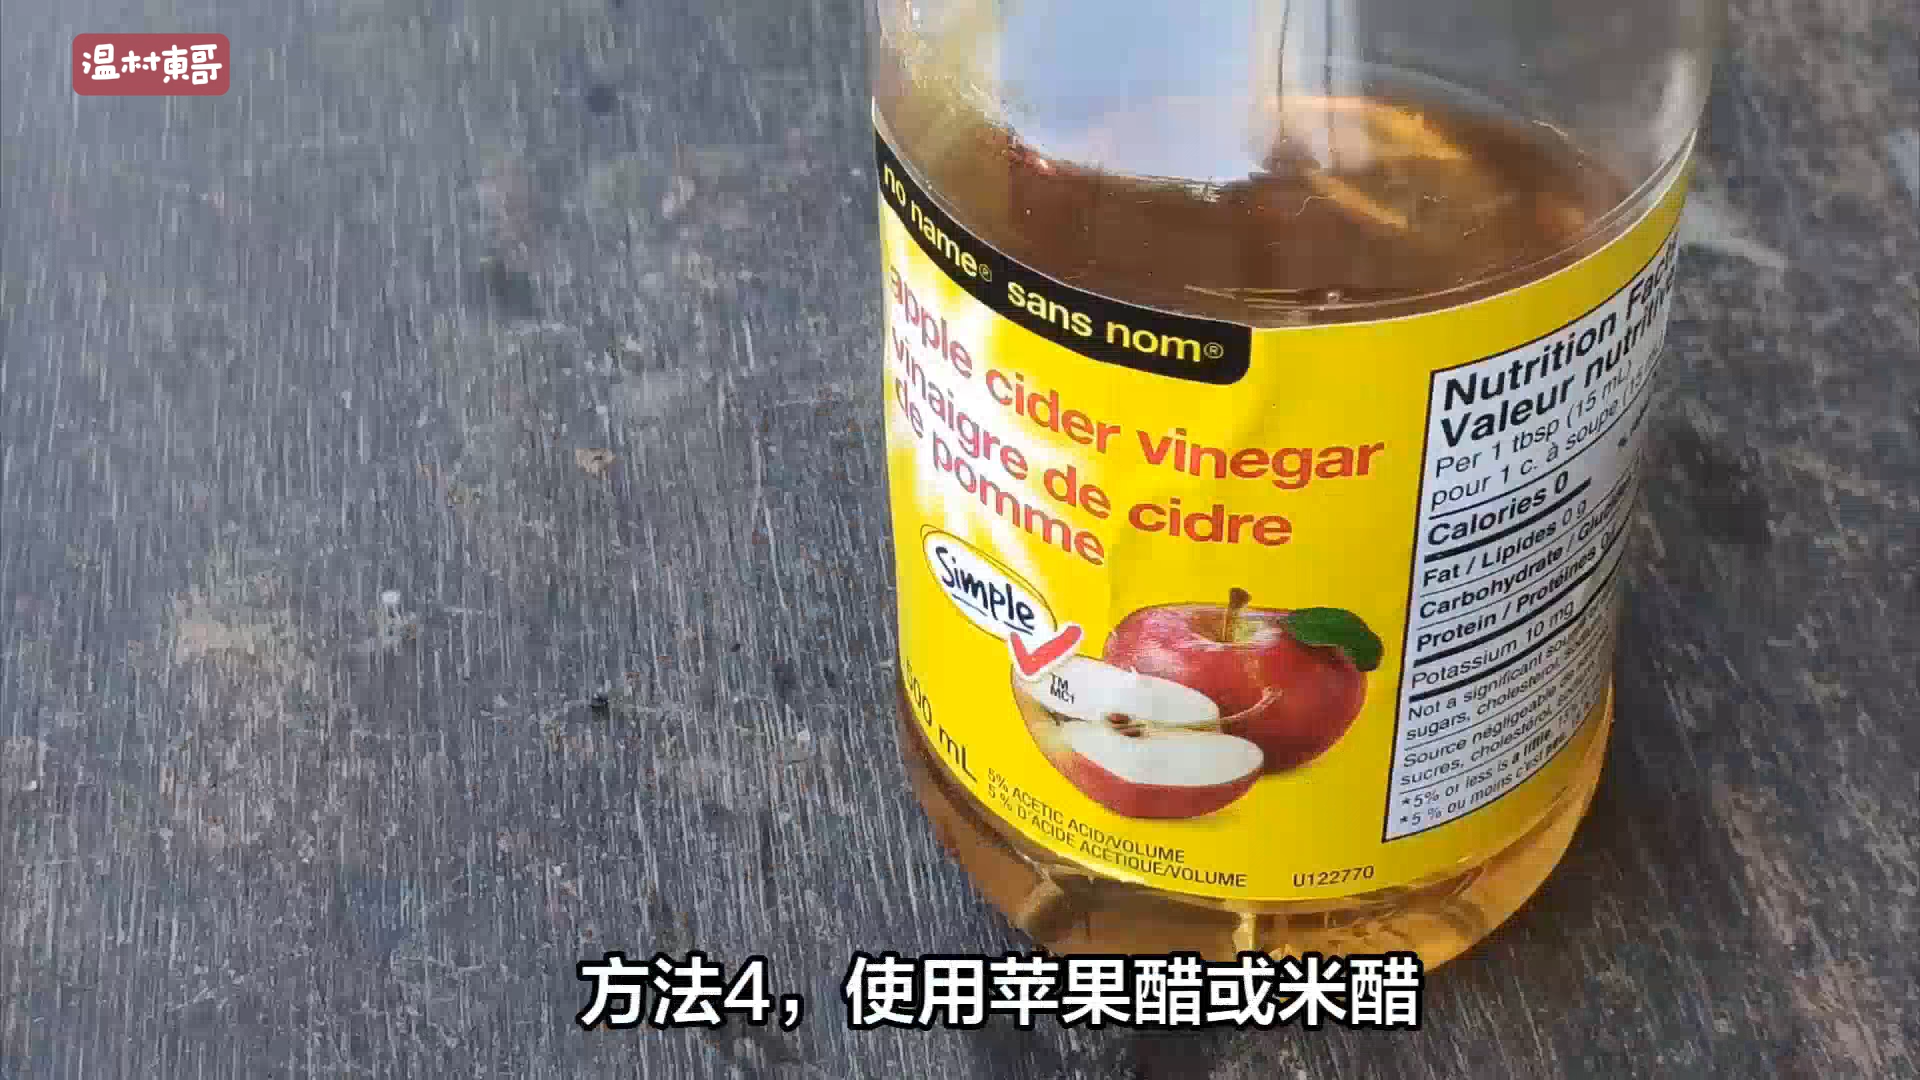 温村東哥
no name® sans nom®
apple cider vinegar
vinaigre de cidre
de pomme
Simple
TM
MC†
500 mL
5% ACETIC ACID/VOLUME
5 % D'ACIDE ACÉTIQUE/VOLUME
U122770
Nutrition Facts
Valeur nutritive
Per 1 tbsp (15 mL)
pour 1 c. à soupe (15
Calories 0
Fat / Lipides 0 g
Carbohydrate / Glucides
Protein / Protéines 0
Potassium 10 mg
Not a significant source
sugars, cholesterol,
Source négligeable de
sucres, cholestérol,
*5% or less is a little
*5 % ou moins c'est peu
方法4，使用苹果醋或米醋